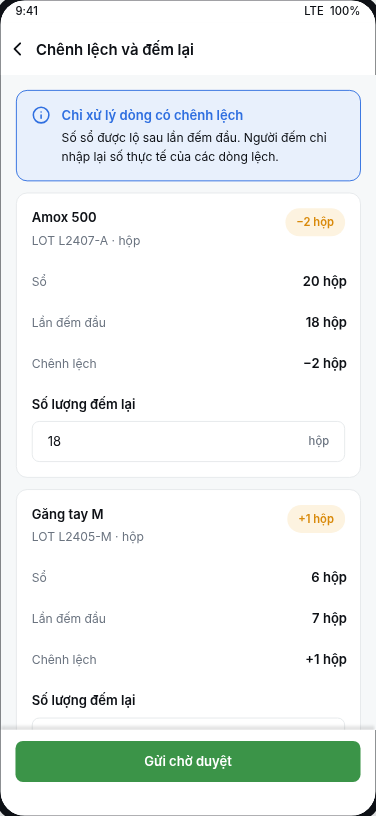 9:41
LTE 100%
Chênh lệch và đếm lại
Chỉ xử lý dòng có chênh lệch
Số sổ được lộ sau lần đếm đầu. Người đếm chỉ
nhập lại số thực tế của các dòng lệch.
Amox 500
−2 hộp
LOT L2407-A · hộp
Sổ
20 hộp
Lần đếm đầu
18 hộp
Chênh lệch
−2 hộp
Số lượng đếm lại
18
hộp
Găng tay M
+1 hộp
LOT L2405-M · hộp
Sổ
6 hộp
Lần đếm đầu
7 hộp
Chênh lệch
+1 hộp
Số lượng đếm lại
Gửi chờ duyệt